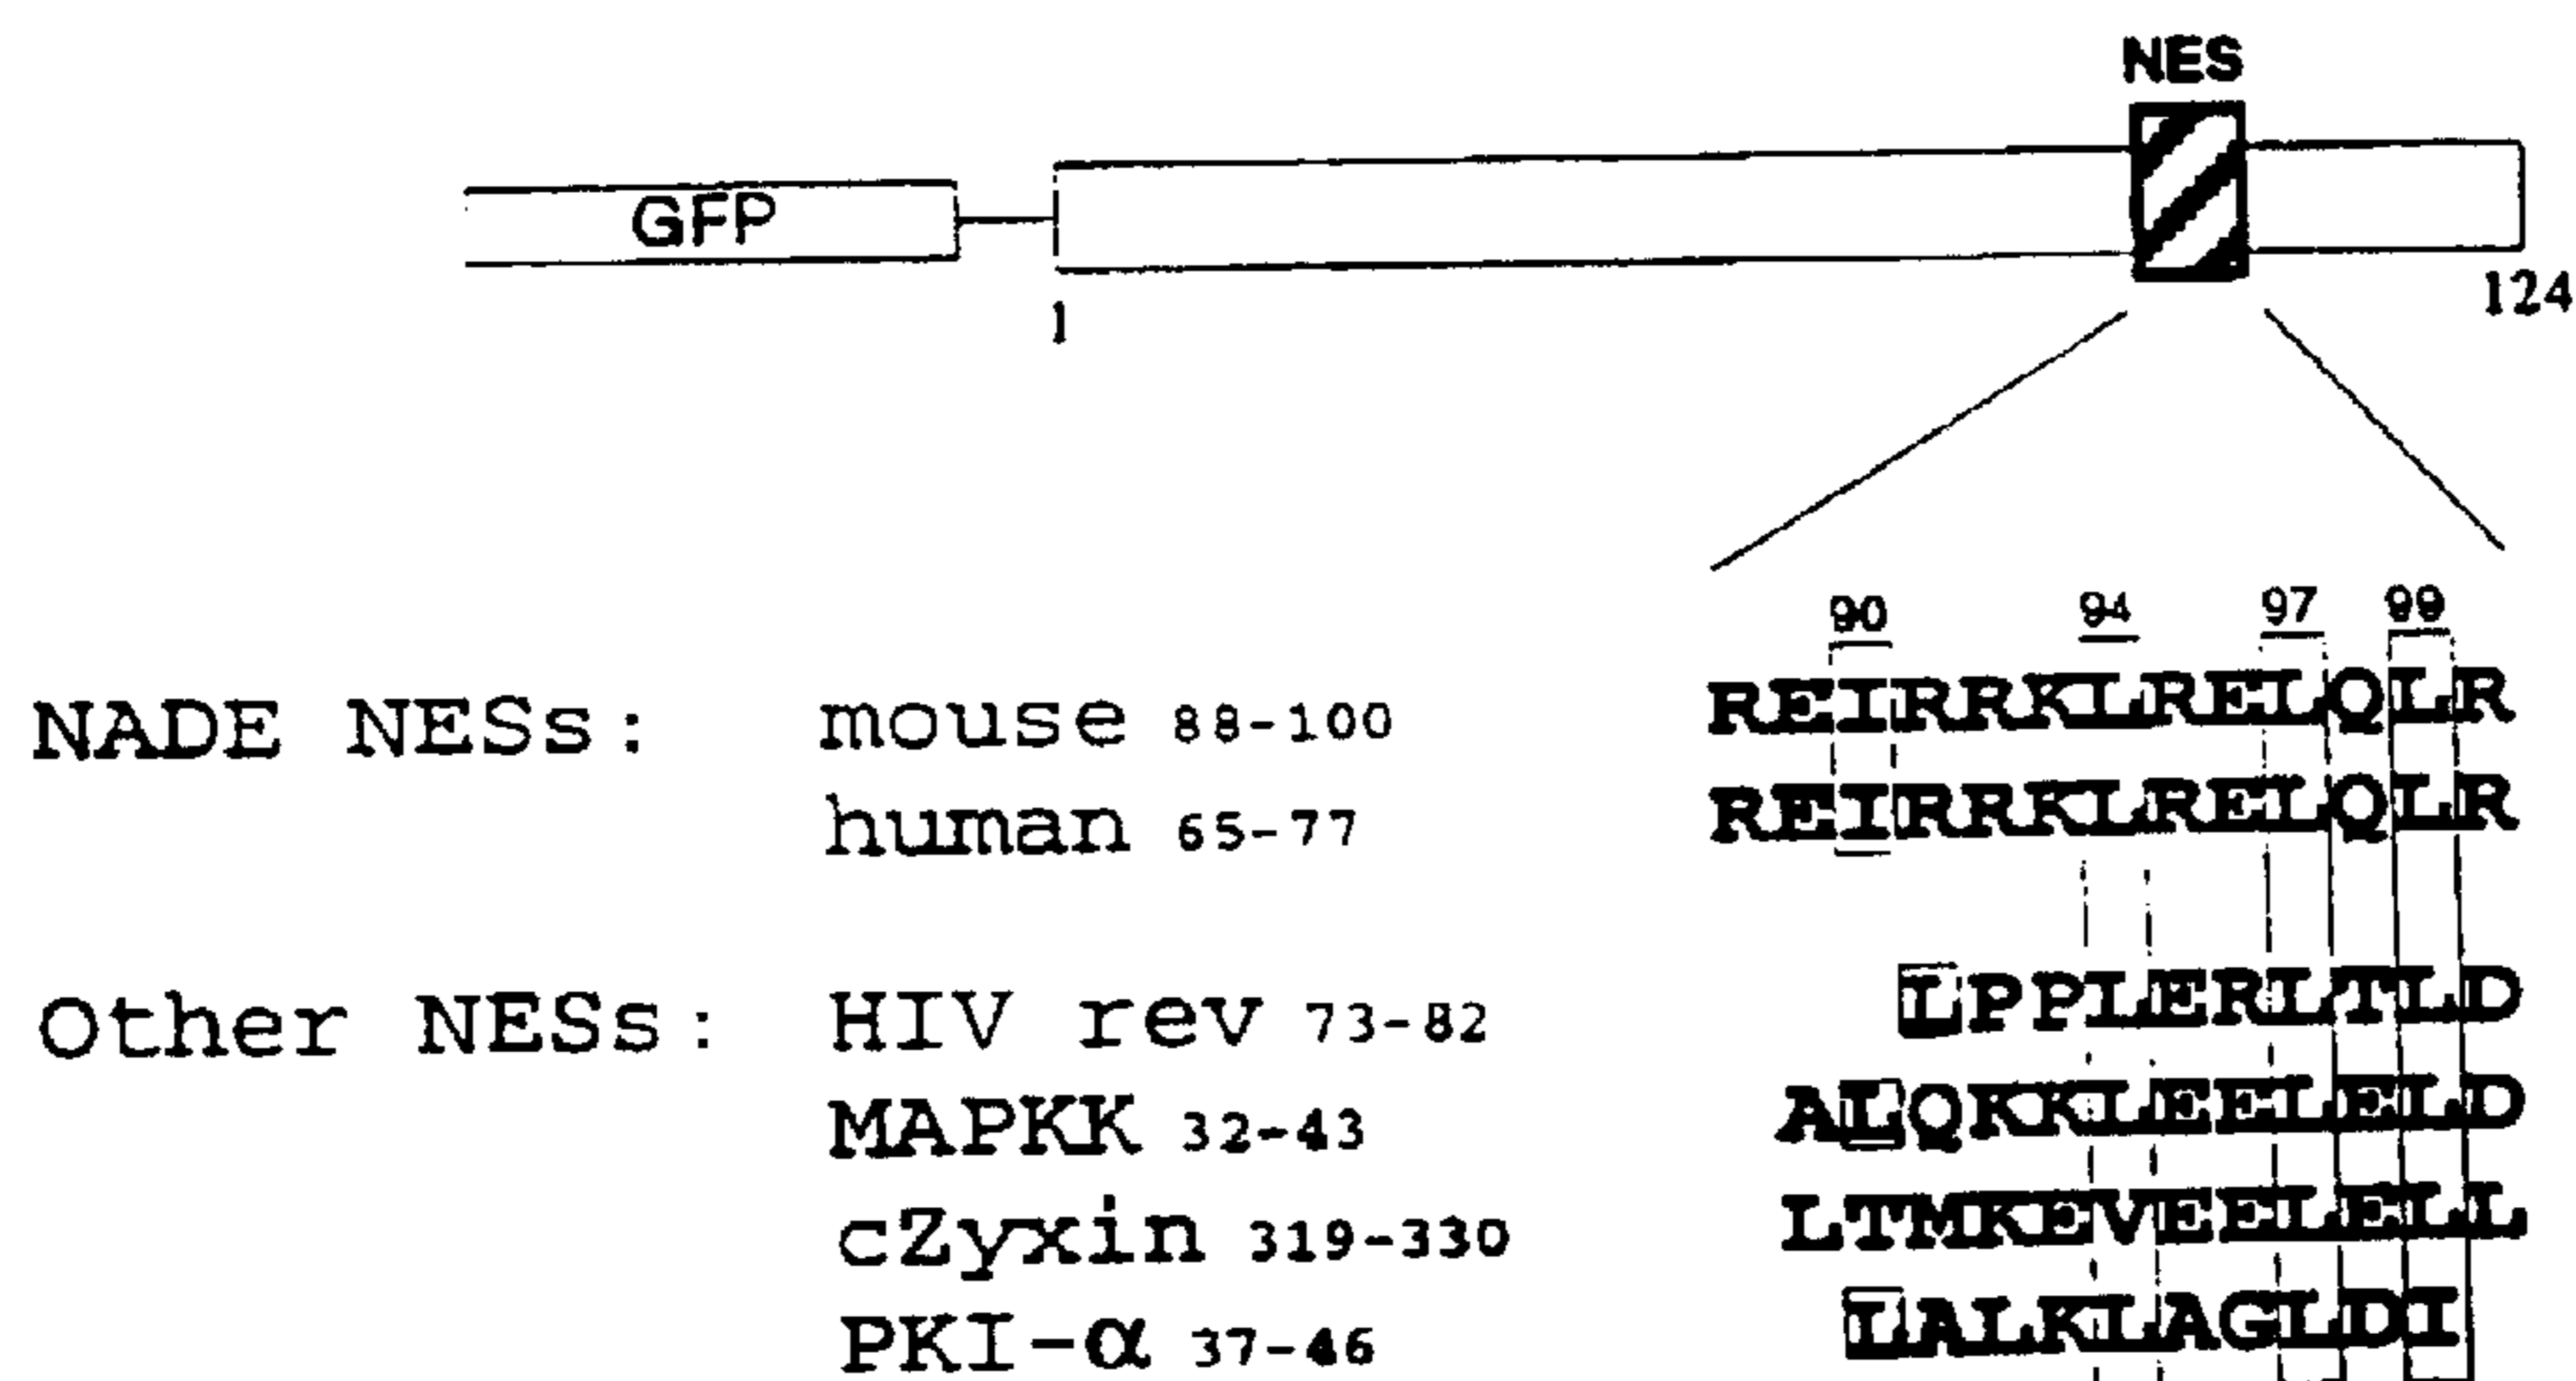 NES
GFP
1
124
90 94 97 99
NADE NESs: mouse 88-100 REIRRKLRELQLR
human 65-77 REIRRKLRELQLR
Other NESs: HIV rev 73-82 LPPLERLTLD
MAPKK 32-43 ALQKKLEELELD
cZyxin 319-330 LTMKEVEELELL
PKI-α 37-46 LALKLAGLDI